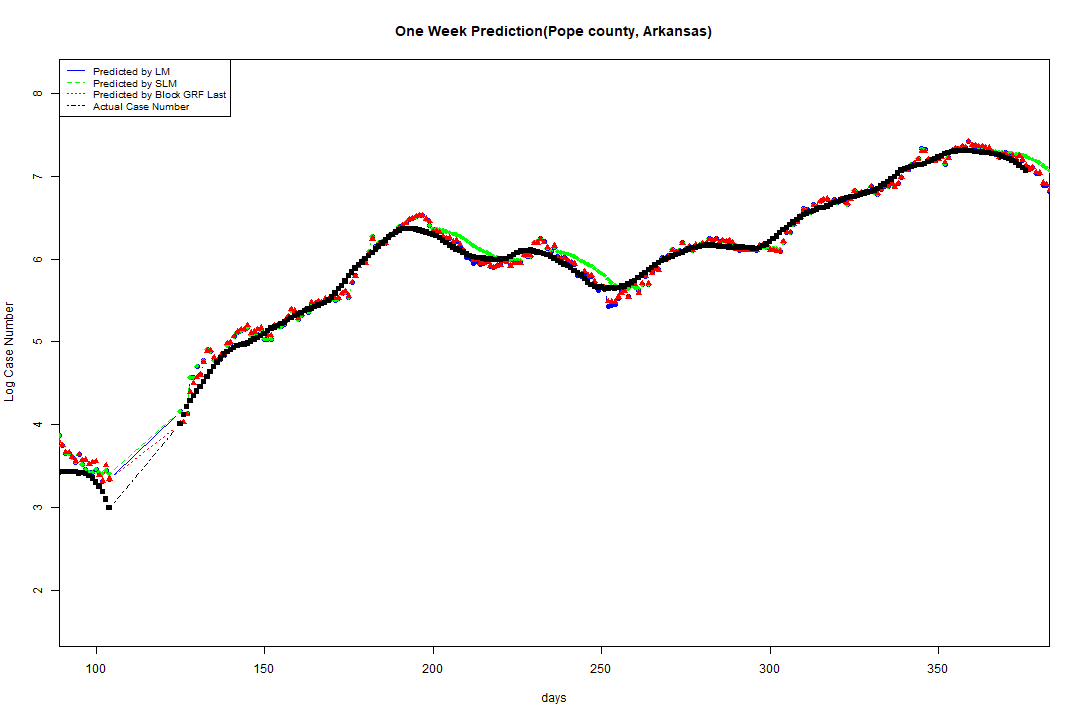 One Week Prediction(Pope county, Arkansas)
Predicted by LM
Predicted by SLM
Predicted by Block GRF Last
Actual Case Number
8
7
6
5
4
3
2
Log Case Number
100 150 200 250 300 350
days